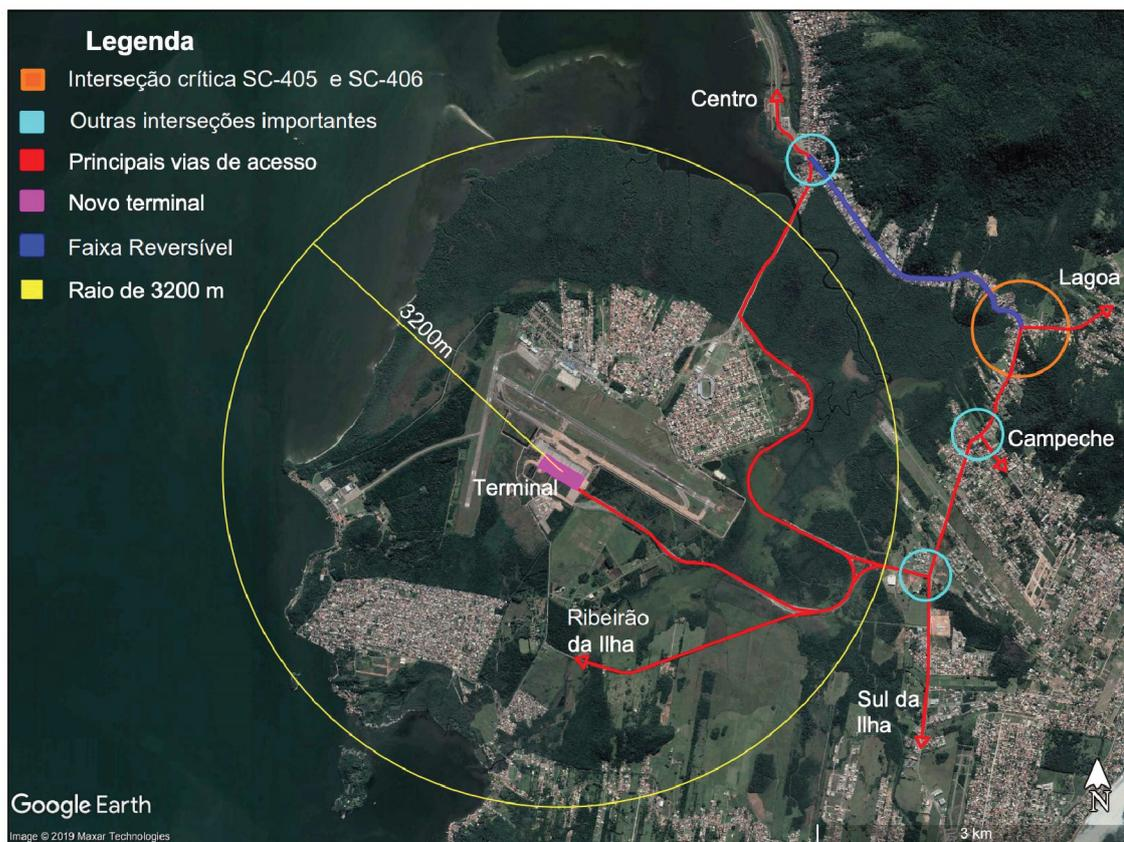 Legenda
Interseção crítica SC-405 e SC-406
Outras interseções importantes
Principais vias de acesso
Novo terminal
Faixa Reversível
Raio de 3200 m
Centro
Lagoa
3200m
Campeche
Terminal
Ribeirão
da Ilha
Sul da
Ilha
Google Earth
N
Image © 2019 Maxar Technologies
3 km